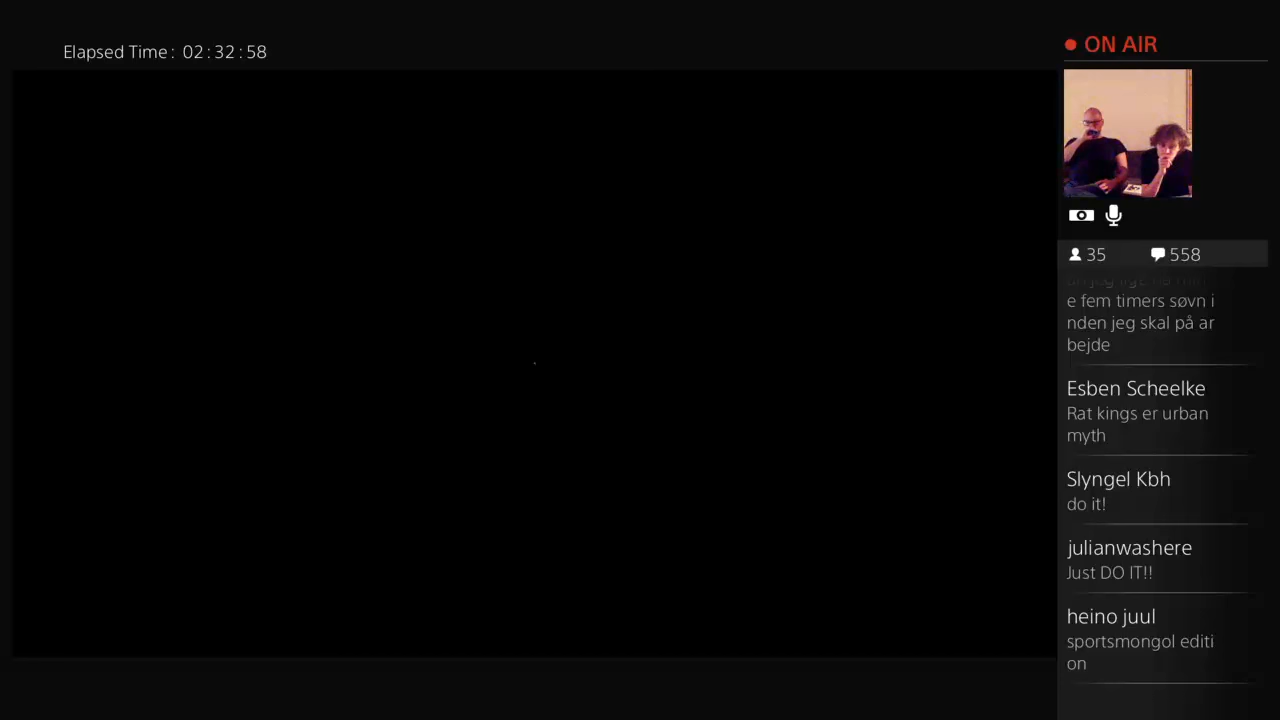 Elapsed Time: 02:32:58
ON AIR
35 558
e fem timers søvn i
nden jeg skal på ar
bejde
Esben Scheelke
Rat kings er urban
myth
Slyngel Kbh
do it!
julianwashere
Just DO IT!!
heino juul
sportsmongol editi
on